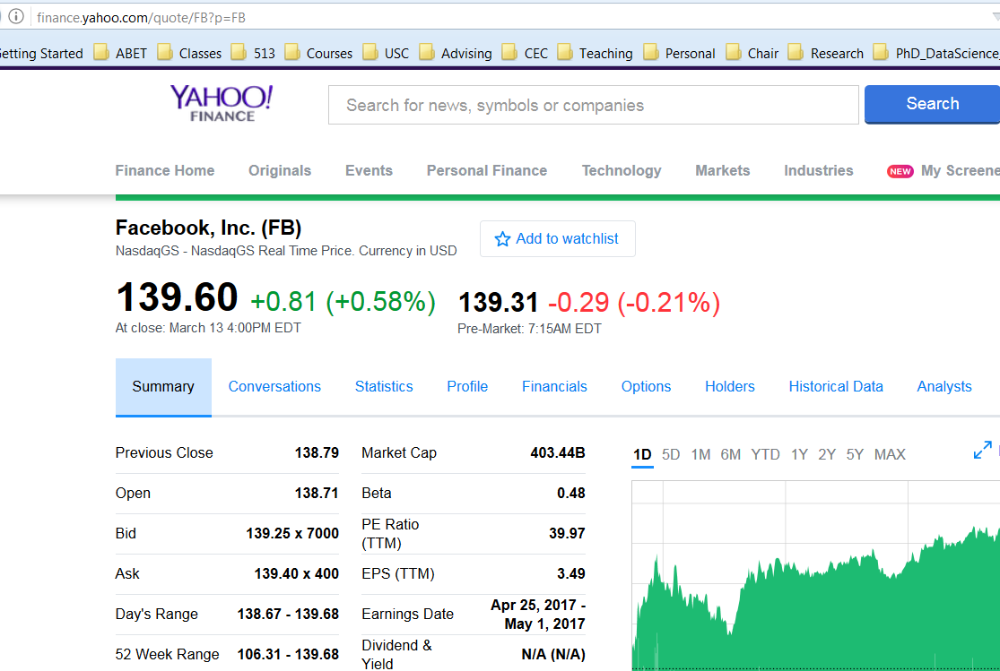 finance.yahoo.com/quote/FB?p=FB
Getting Started ABET Classes 513 Courses USC Advising CEC Teaching Personal Chair Research PhD_DataScience_
YAHOO!
FINANCE
Search for news, symbols or companies
Search
Finance Home Originals Events Personal Finance Technology Markets Industries NEW My Screene
Facebook, Inc. (FB)
Add to watchlist
NasdaqGS - NasdaqGS Real Time Price. Currency in USD
139.60 +0.81 (+0.58%) 139.31 -0.29 (-0.21%)
At close: March 13 4:00PM EDT Pre-Market: 7:15AM EDT
Summary Conversations Statistics Profile Financials Options Holders Historical Data Analysts
Previous Close 138.79
Open 138.71
Bid 139.25 x 7000
Ask 139.40 x 400
Day's Range 138.67 - 139.68
52 Week Range 106.31 - 139.68
Market Cap 403.44B
Beta 0.48
PE Ratio
(TTM) 39.97
EPS (TTM) 3.49
Earnings Date Apr 25, 2017 -
May 1, 2017
Dividend &
Yield N/A (N/A)
1D 5D 1M 6M YTD 1Y 2Y 5Y MAX